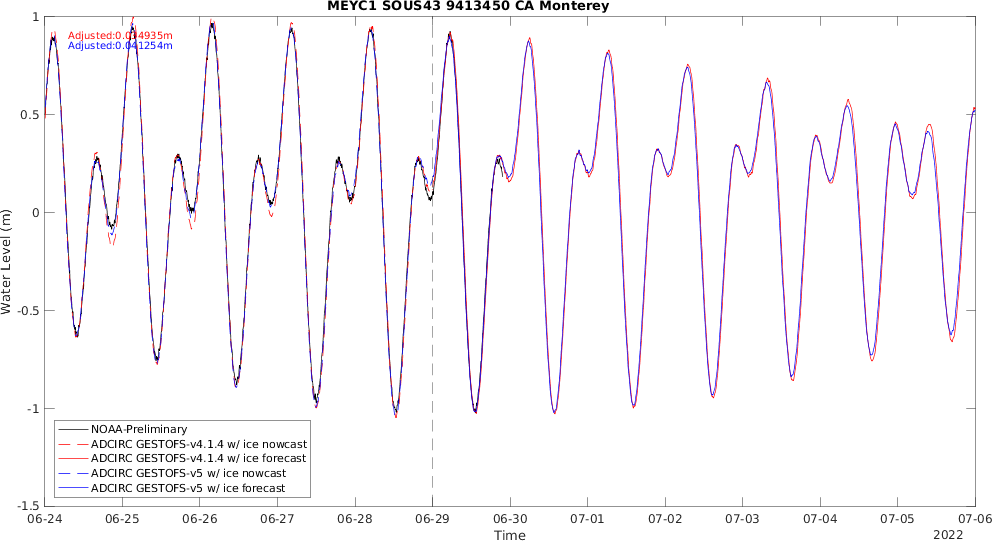 MEYC1 SOUS43 9413450 CA Monterey
Adjusted:0.034935m
Adjusted:0.041254m
Water Level (m)
1
0.5
0
-0.5
-1
-1.5
NOAA-Preliminary
ADCIRC GESTOFS-v4.1.4 w/ ice nowcast
ADCIRC GESTOFS-v4.1.4 w/ ice forecast
ADCIRC GESTOFS-v5 w/ ice nowcast
ADCIRC GESTOFS-v5 w/ ice forecast
06-24 06-25 06-26 06-27 06-28 06-29 06-30 07-01 07-02 07-03 07-04 07-05 07-06
Time
2022